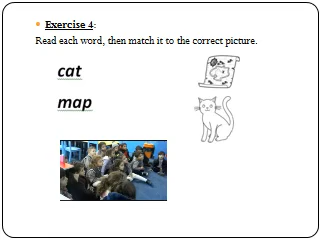 Exercise 4:
Read each word, then match it to the correct picture.
cat
map